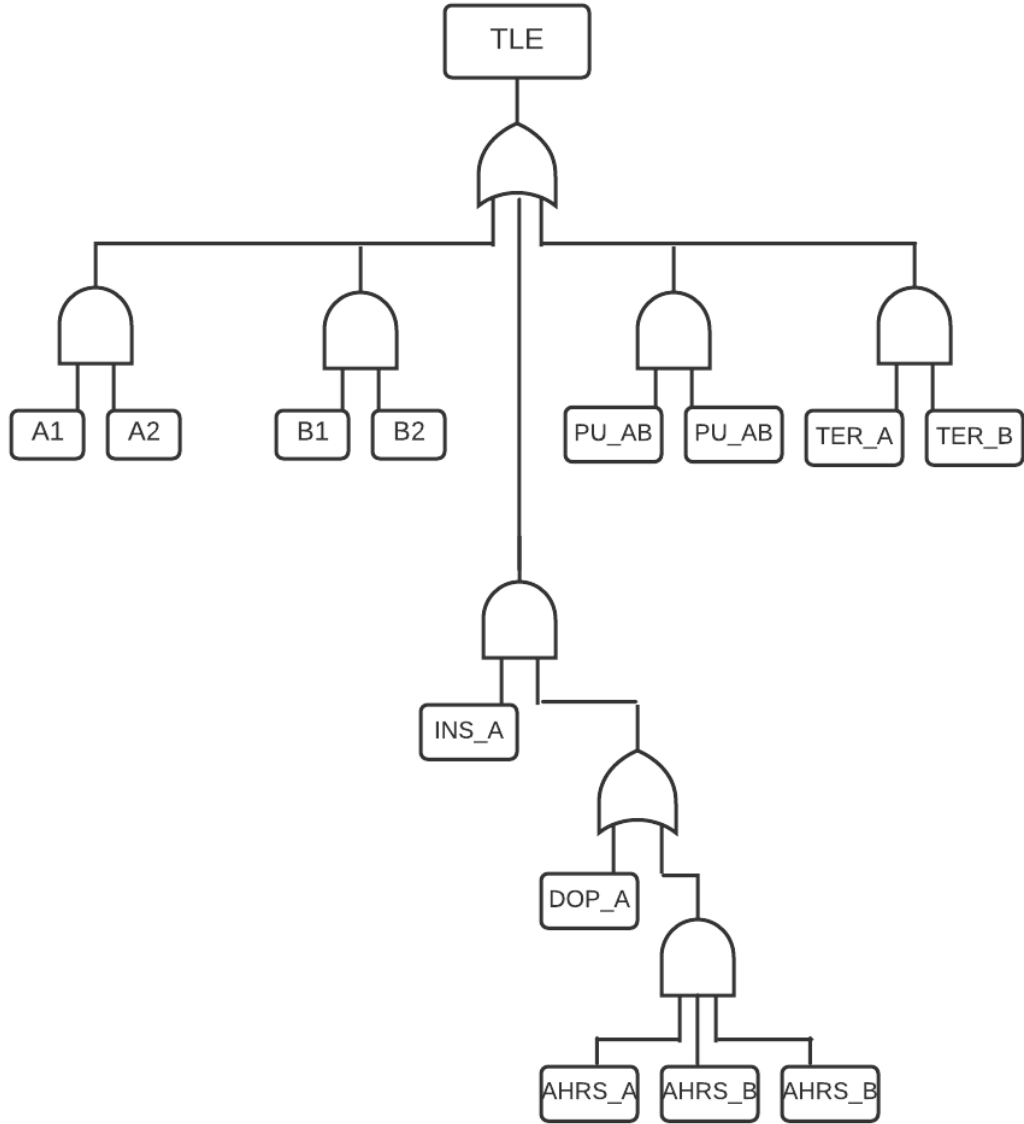 TLE
A1
A2
B1
B2
PU_AB
PU_AB
TER_A
TER_B
INS_A
DOP_A
AHRS_A
AHRS_B
AHRS_B